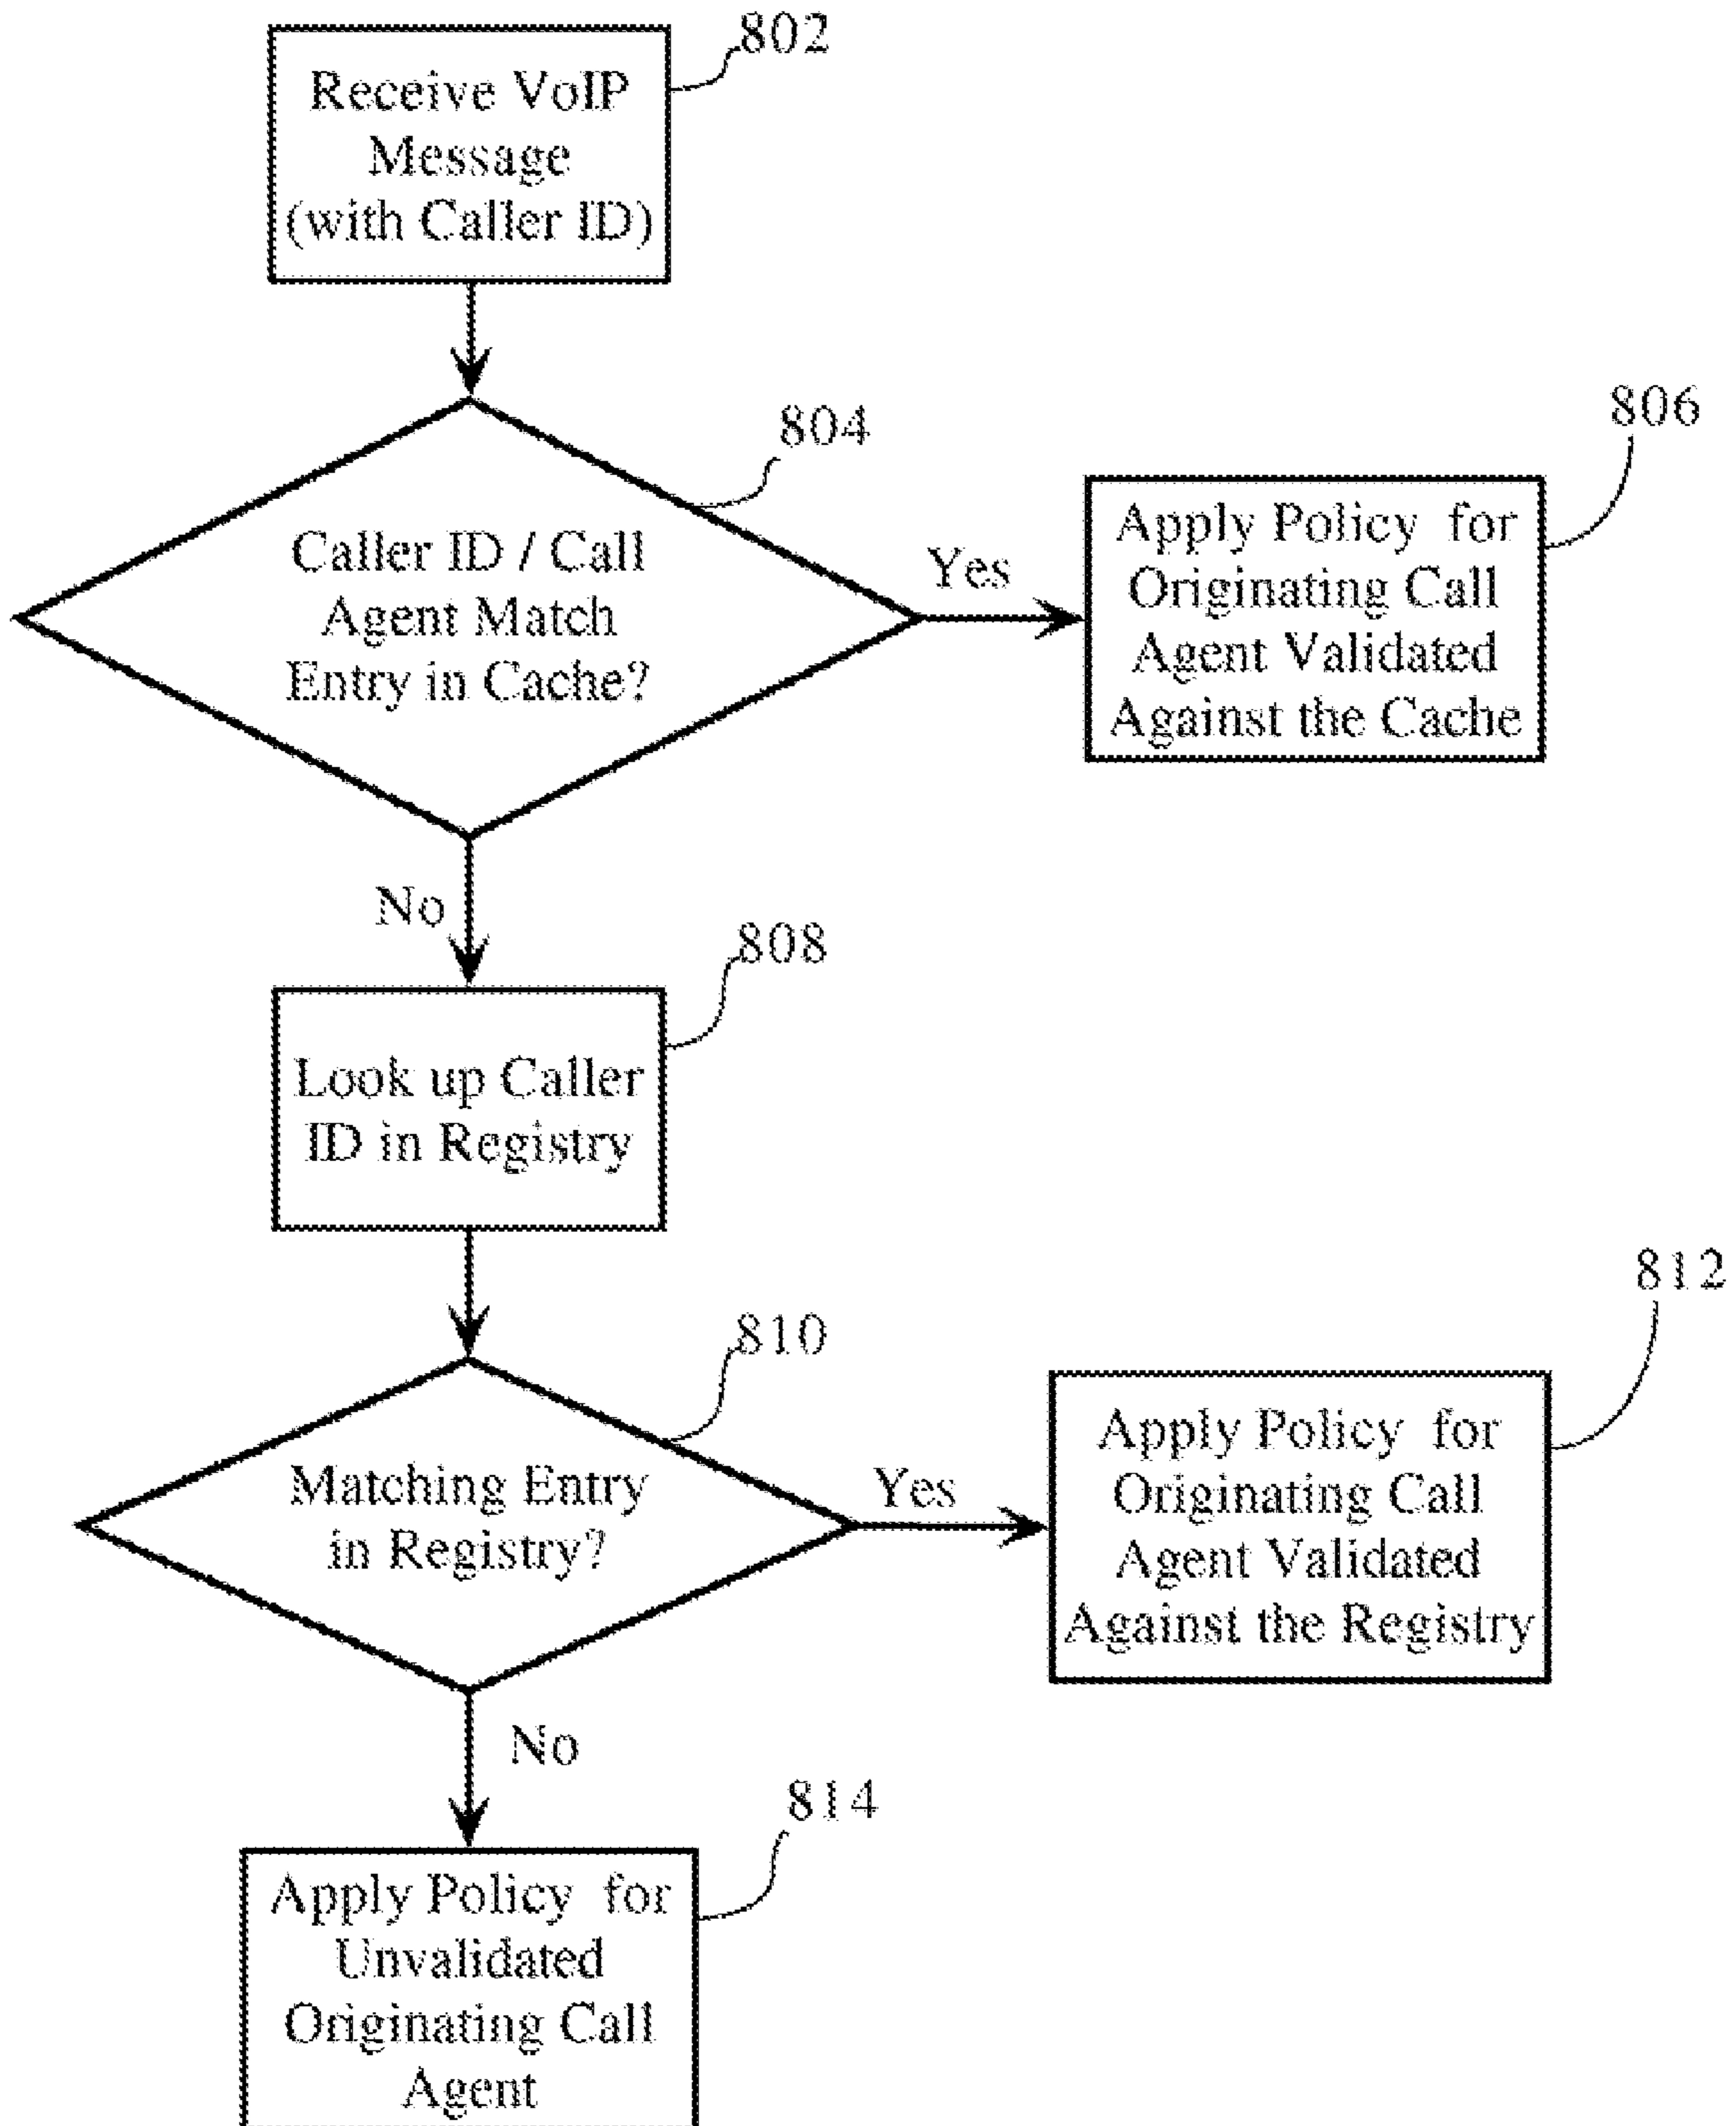 802
Receive VoIP
Message
(with Caller ID)
804
Caller ID / Call
Agent Match
Entry in Cache?
Yes
806
Apply Policy for
Originating Call
Agent Validated
Against the Cache
No
808
Look up Caller
ID in Registry
810
Matching Entry
in Registry?
Yes
812
Apply Policy for
Originating Call
Agent Validated
Against the Registry
No
814
Apply Policy for
Unvalidated
Originating Call
Agent